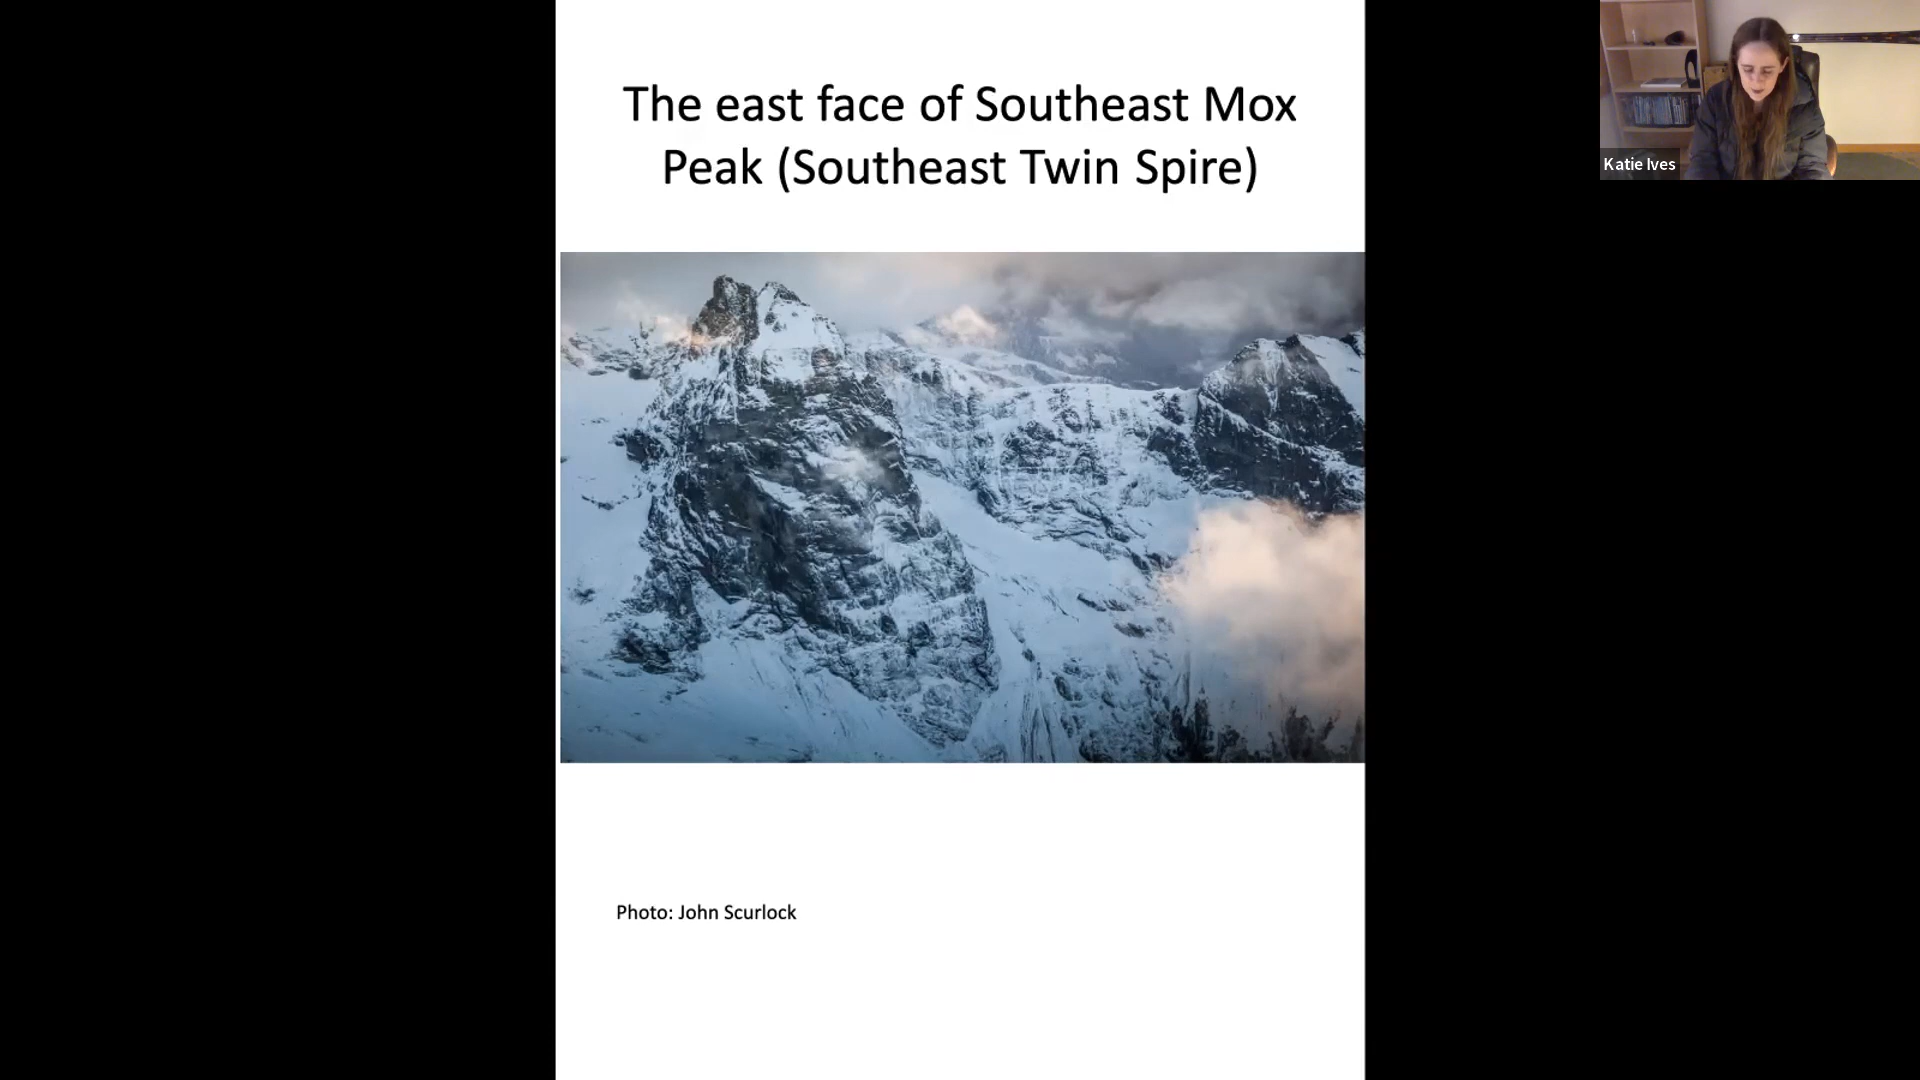 The east face of Southeast Mox
Peak (Southeast Twin Spire)
Katie Ives
Photo: John Scurlock